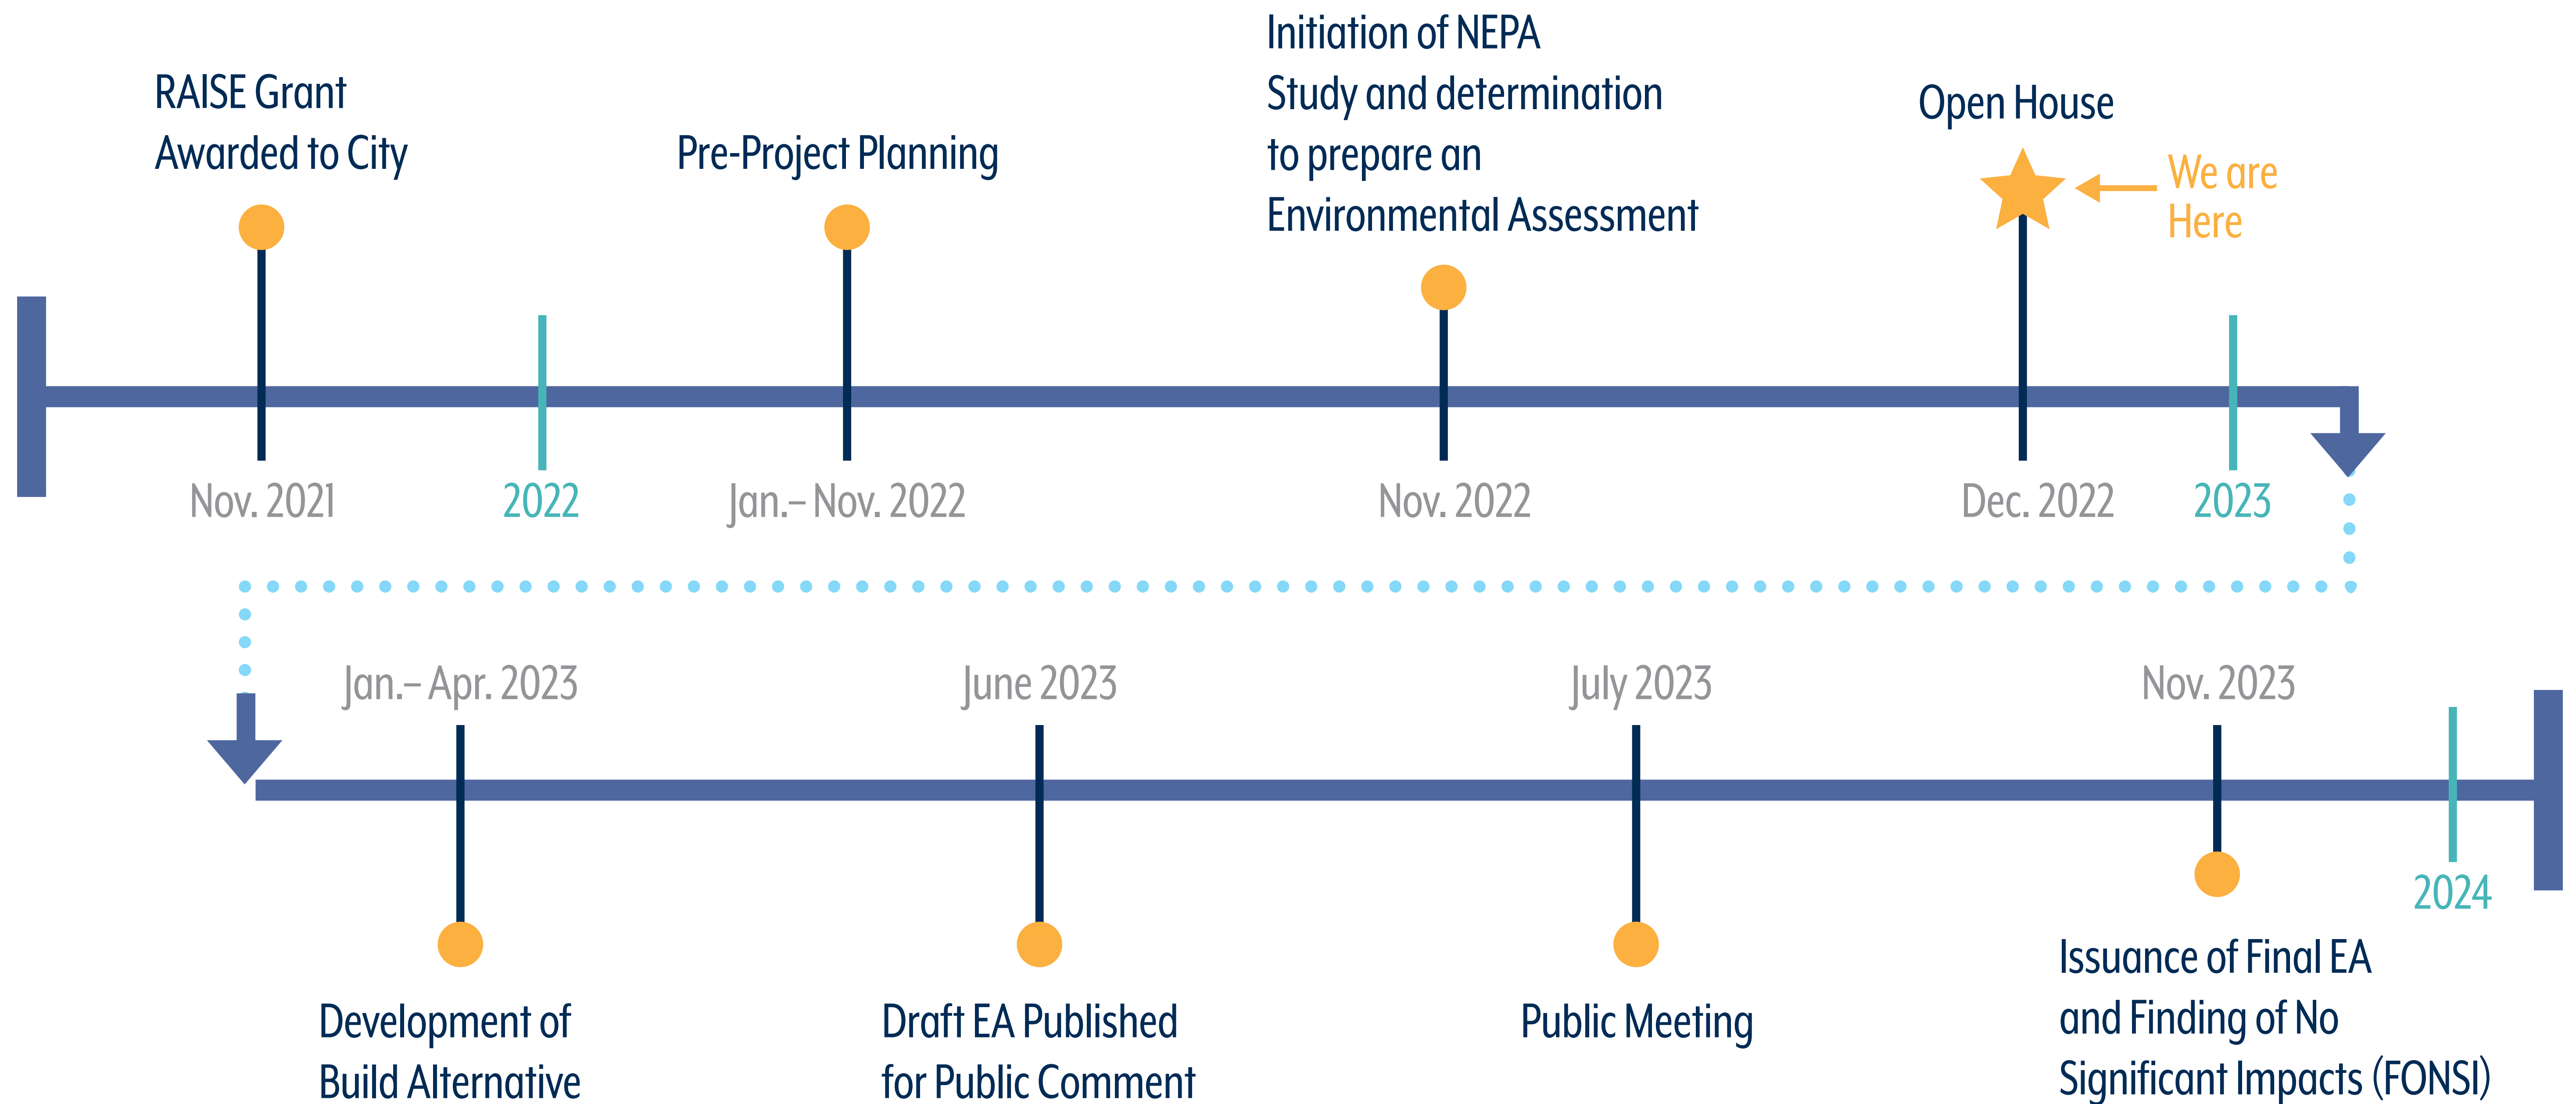 RAISE Grant
Awarded to City
Pre-Project Planning
Initiation of NEPA
Study and determination
to prepare an
Environmental Assessment
Open House
We are
Here
Nov. 2021
2022
Jan.– Nov. 2022
Nov. 2022
Dec. 2022
2023
Jan.– Apr. 2023
June 2023
July 2023
Nov. 2023
2024
Development of
Build Alternative
Draft EA Published
for Public Comment
Public Meeting
Issuance of Final EA
and Finding of No
Significant Impacts (FONSI)